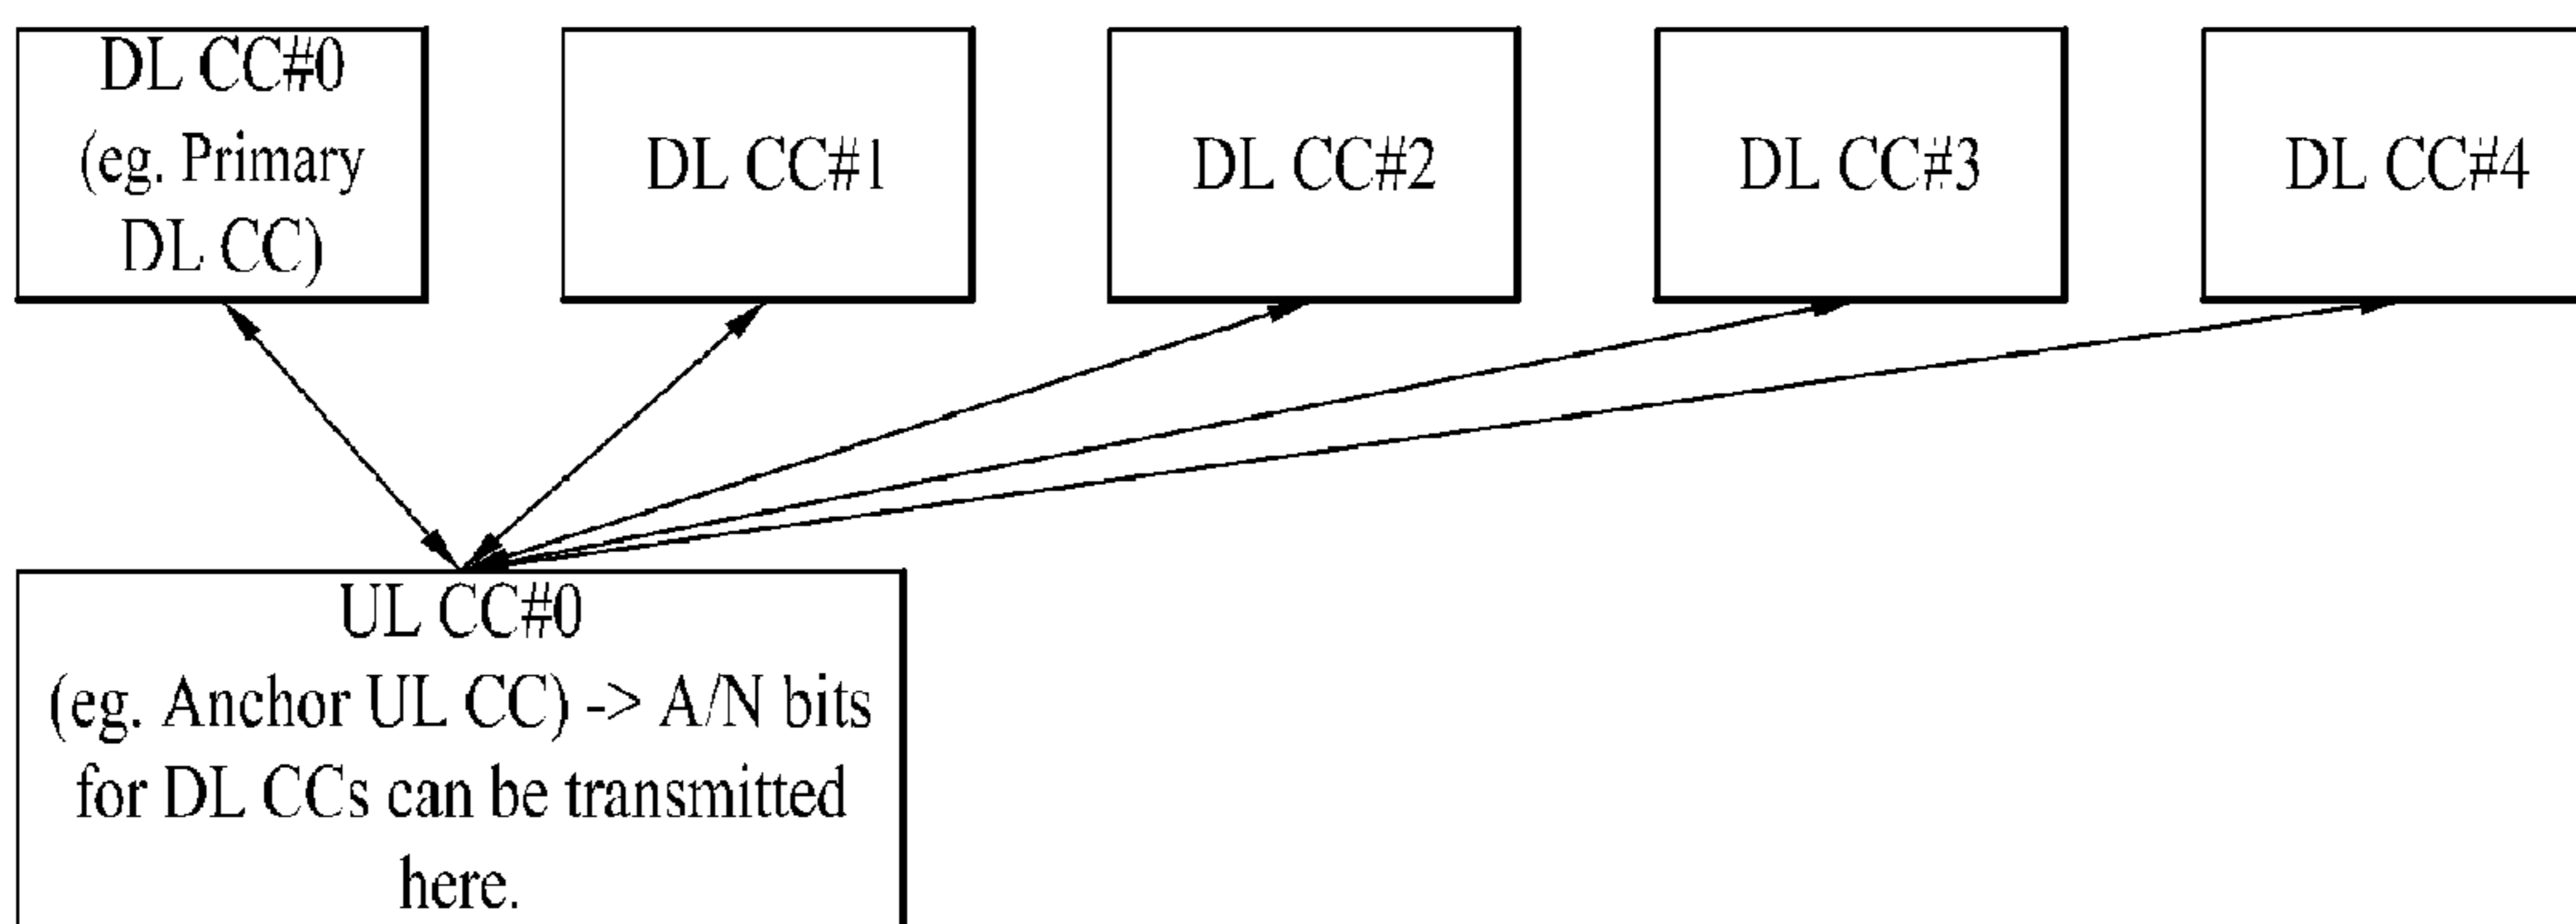 DL CC#0
(eg. Primary
DL CC)
DL CC#1
DL CC#2
DL CC#3
DL CC#4
UL CC#0
(eg. Anchor UL CC) -> A/N bits
for DL CCs can be transmitted
here.